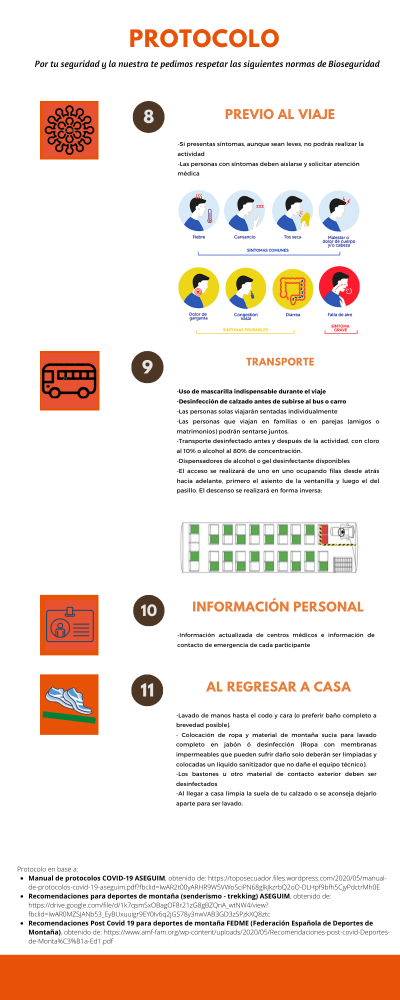 PROTOCOLO
Por tu seguridad y la nuestra te pedimos respetar las siguientes normas de Bioseguridad
8
PREVIO AL VIAJE
-Si presentas síntomas, aunque sean leves, no podrás realizar la
actividad
-Las personas con síntomas deben aislarse y solicitar atención
médica
zzz
Fiebre
Cansancio
Tos seca
Malestar o
dolor de cuerpo
y/o cabeza
SÍNTOMAS COMUNES
Dolor de
garganta
Congestión
nasal
Diarrea
Falta de aire
SÍNTOMAS PROBABLES
SÍNTOMA
GRAVE
9
TRANSPORTE
-Uso de mascarilla indispensable durante el viaje
-Desinfección de calzado antes de subirse al bus o carro
-Las personas solas viajarán sentadas individualmente
-Las personas que viajan en familias o en parejas (amigos o
matrimonios) podrán sentarse juntos.
-Transporte desinfectado antes y después de la actividad, con cloro
al 10% o alcohol al 80% de concentración.
-Dispensadores de alcohol o gel desinfectante disponibles
-El acceso se realizará de uno en uno ocupando filas desde atrás
hacia adelante, primero el asiento de la ventanilla y luego el del
pasillo. El descenso se realizará en forma inversa:
10
INFORMACIÓN PERSONAL
-Información actualizada de centros médicos e información de
contacto de emergencia de cada participante
11
AL REGRESAR A CASA
-Lavado de manos hasta el codo y cara (o preferir baño completo a
brevedad posible).
- Colocación de ropa y material de montaña sucia para lavado
completo en jabón ó desinfección (Ropa con membranas
impermeables que pueden sufrir daño solo deberán ser limpiadas y
colocadas un liquido sanitizador que no dañe el equipo técnico).
-Los bastones u otro material de contacto exterior deben ser
desinfectados
-Al llegar a casa limpia la suela de tu calzado o se aconseja dejarlo
aparte para ser lavado.
Protocolo en base a:
• Manual de protocolos COVID-19 ASEGUIM, obtenido de: https://toposecuador.files.wordpress.com/2020/05/manual-
de-protocolos-covid-19-aseguim.pdf?fbclid=IwAR2t00yARHR9W5VWoSciPN68glkJkzrbQ2oO-DLHpf9bfh5CjyPdctrMh0E
• Recomendaciones para deportes de montaña (senderismo - trekking) ASEGUIM, obtenido de:
https://drive.google.com/file/d/1k7qsmSxOBagOF8r21zG8gBZQnA_wtNW4/view?
fbclid=IwAR0MZSJANb53_EyBUxuuigr9EY0lv6q2jGS78y3nwVAB3GD3zSPzkXQ8ztc
• Recomendaciones Post Covid 19 para deportes de montaña FEDME (Federación Española de Deportes de
Montaña), obtenido de: https://www.amf-fam.org/wp-content/uploads/2020/05/Recomendaciones-post-covid-Deportes-
de-Monta%C3%B1a-Ed1.pdf